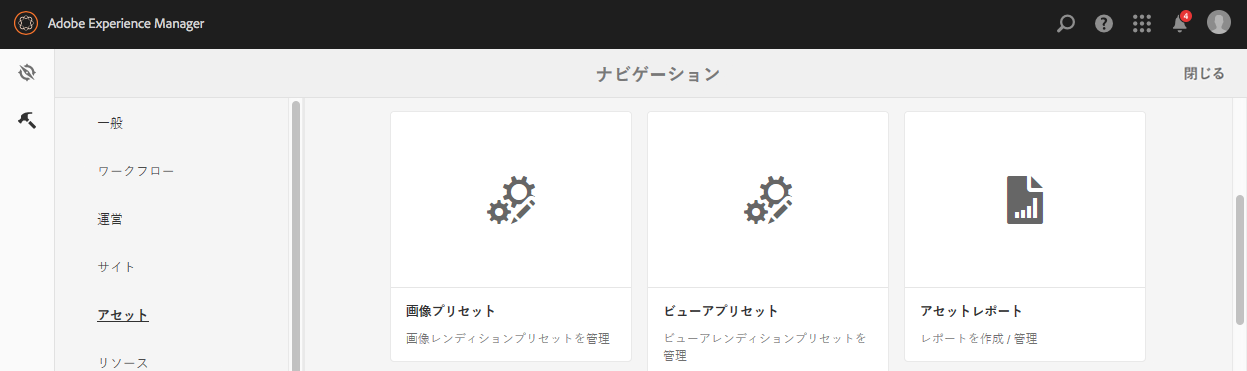 Adobe Experience Manager
4
ナビゲーション
閉じる
一般
ワークフロー
運営
サイト
アセット
リソース
画像プリセット
画像レンディションプリセットを管理
ビューアプリセット
ビューアレンディションプリセットを
管理
アセットレポート
レポートを作成 / 管理